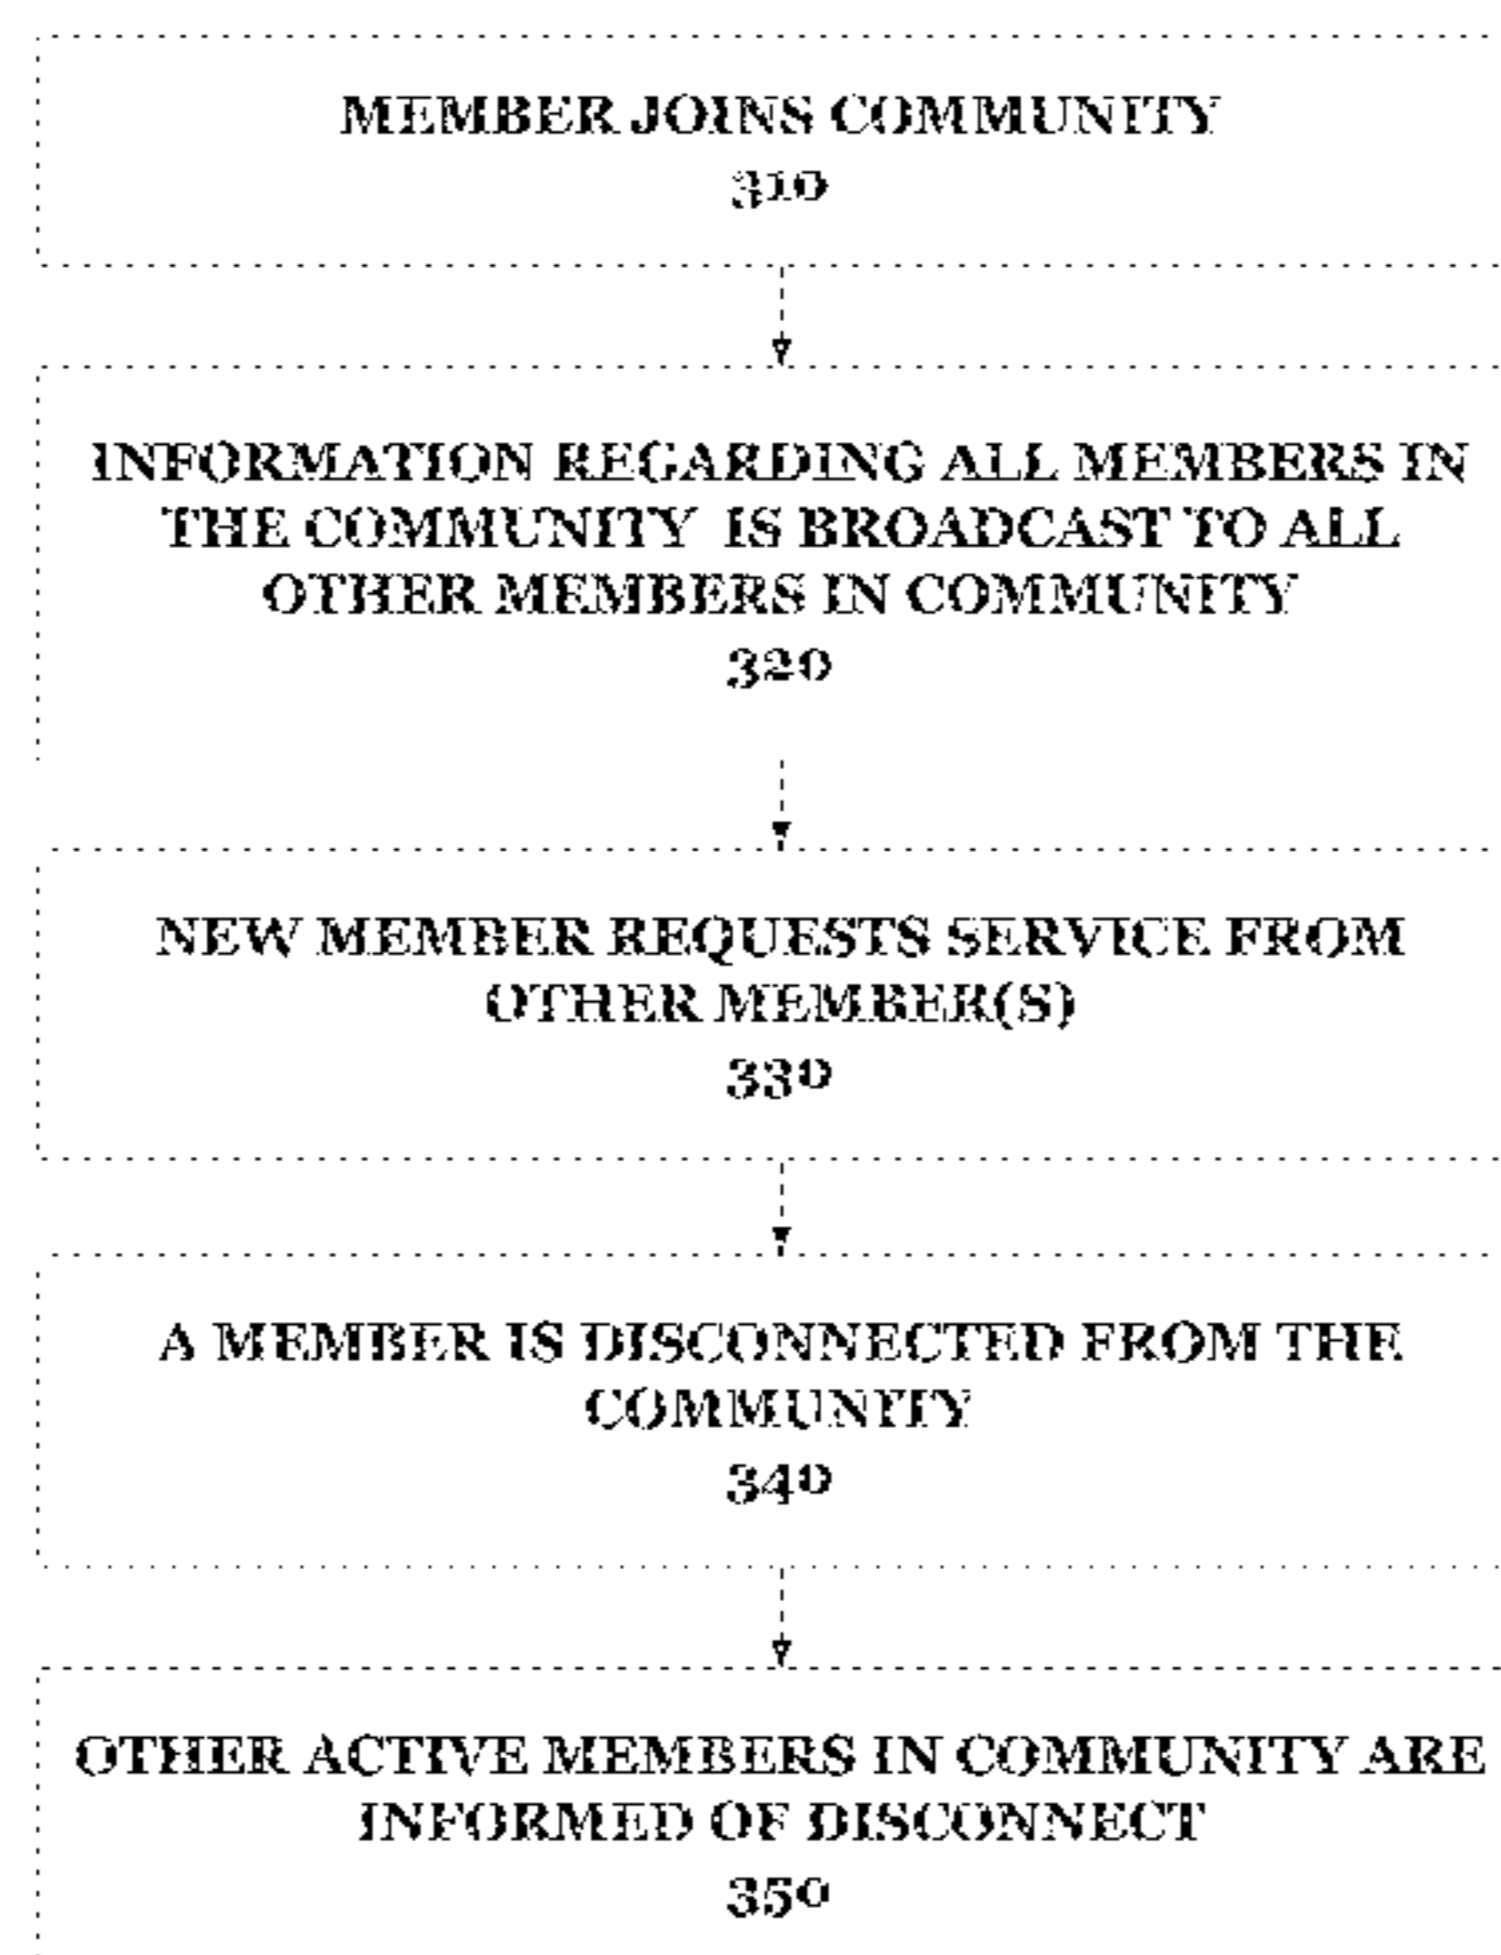 MEMBER JOINS COMMUNITY
310
INFORMATION REGARDING ALL MEMBERS IN
THE COMMUNITY IS BROADCAST TO ALL
OTHER MEMBERS IN COMMUNITY
320
NEW MEMBER REQUESTS SERVICE FROM
OTHER MEMBER(S)
330
A MEMBER IS DISCONNECTED FROM THE
COMMUNITY
340
OTHER ACTIVE MEMBERS IN COMMUNITY ARE
INFORMED OF DISCONNECT
350